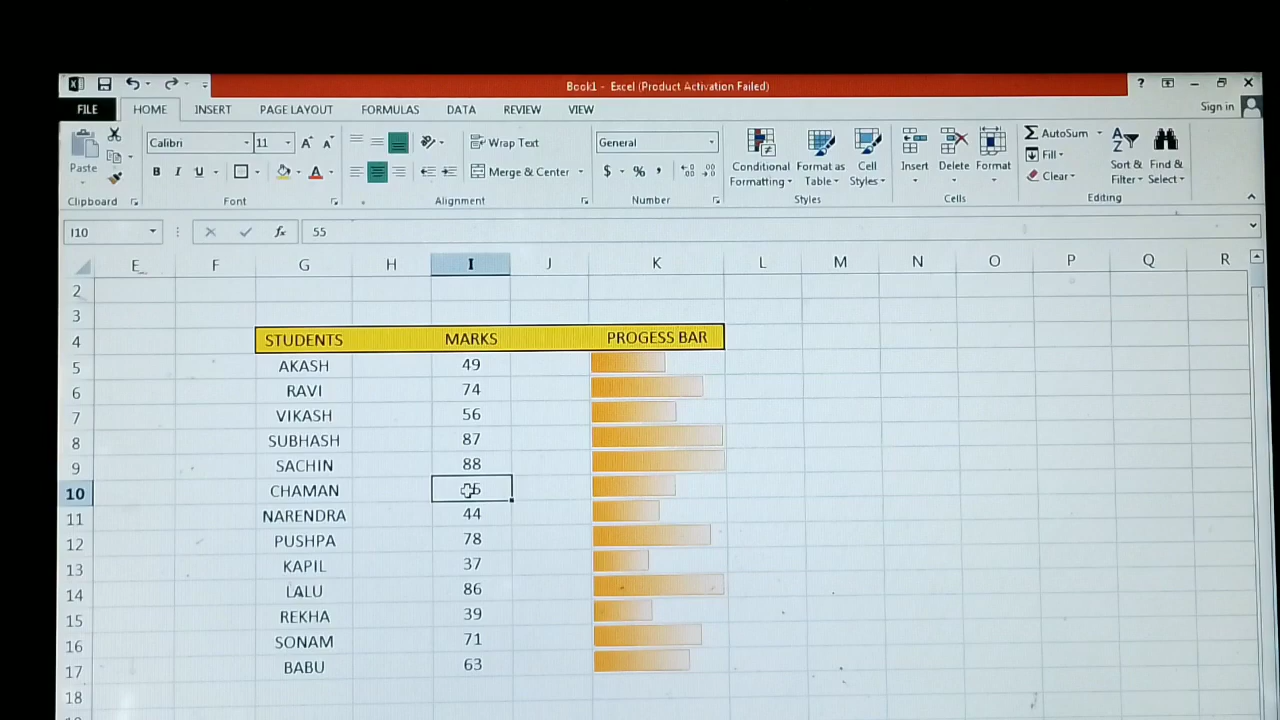 Book1 - Excel (Product Activation Failed)
?
Sign in
FILE HOME INSERT PAGE LAYOUT FORMULAS DATA REVIEW VIEW
Calibri 11 Wrap Text General AutoSum
Paste B I U A Merge & Center $ % , Conditional Formatting Format as Table Cell Styles Insert Delete Format Fill Clear Sort & Filter Find & Select
Clipboard Font Alignment Number Styles Cells Editing
I10 fx 55
E F G H I J K L M N O P Q R
2
3
4 STUDENTS MARKS PROGESS BAR
5 AKASH 49
6 RAVI 74
7 VIKASH 56
8 SUBHASH 87
9 SACHIN 88
10 CHAMAN
11 NARENDRA 44
12 PUSHPA 78
13 KAPIL 37
14 LALU 86
15 REKHA 39
16 SONAM 71
17 BABU 63
18